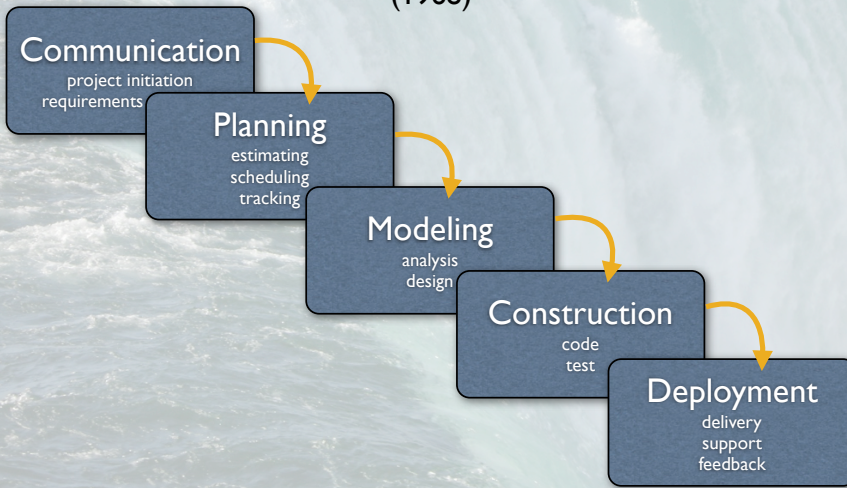 Communication
project initiation
requirements
Planning
estimating
scheduling
tracking
Modeling
analysis
design
Construction
code
test
Deployment
delivery
support
feedback